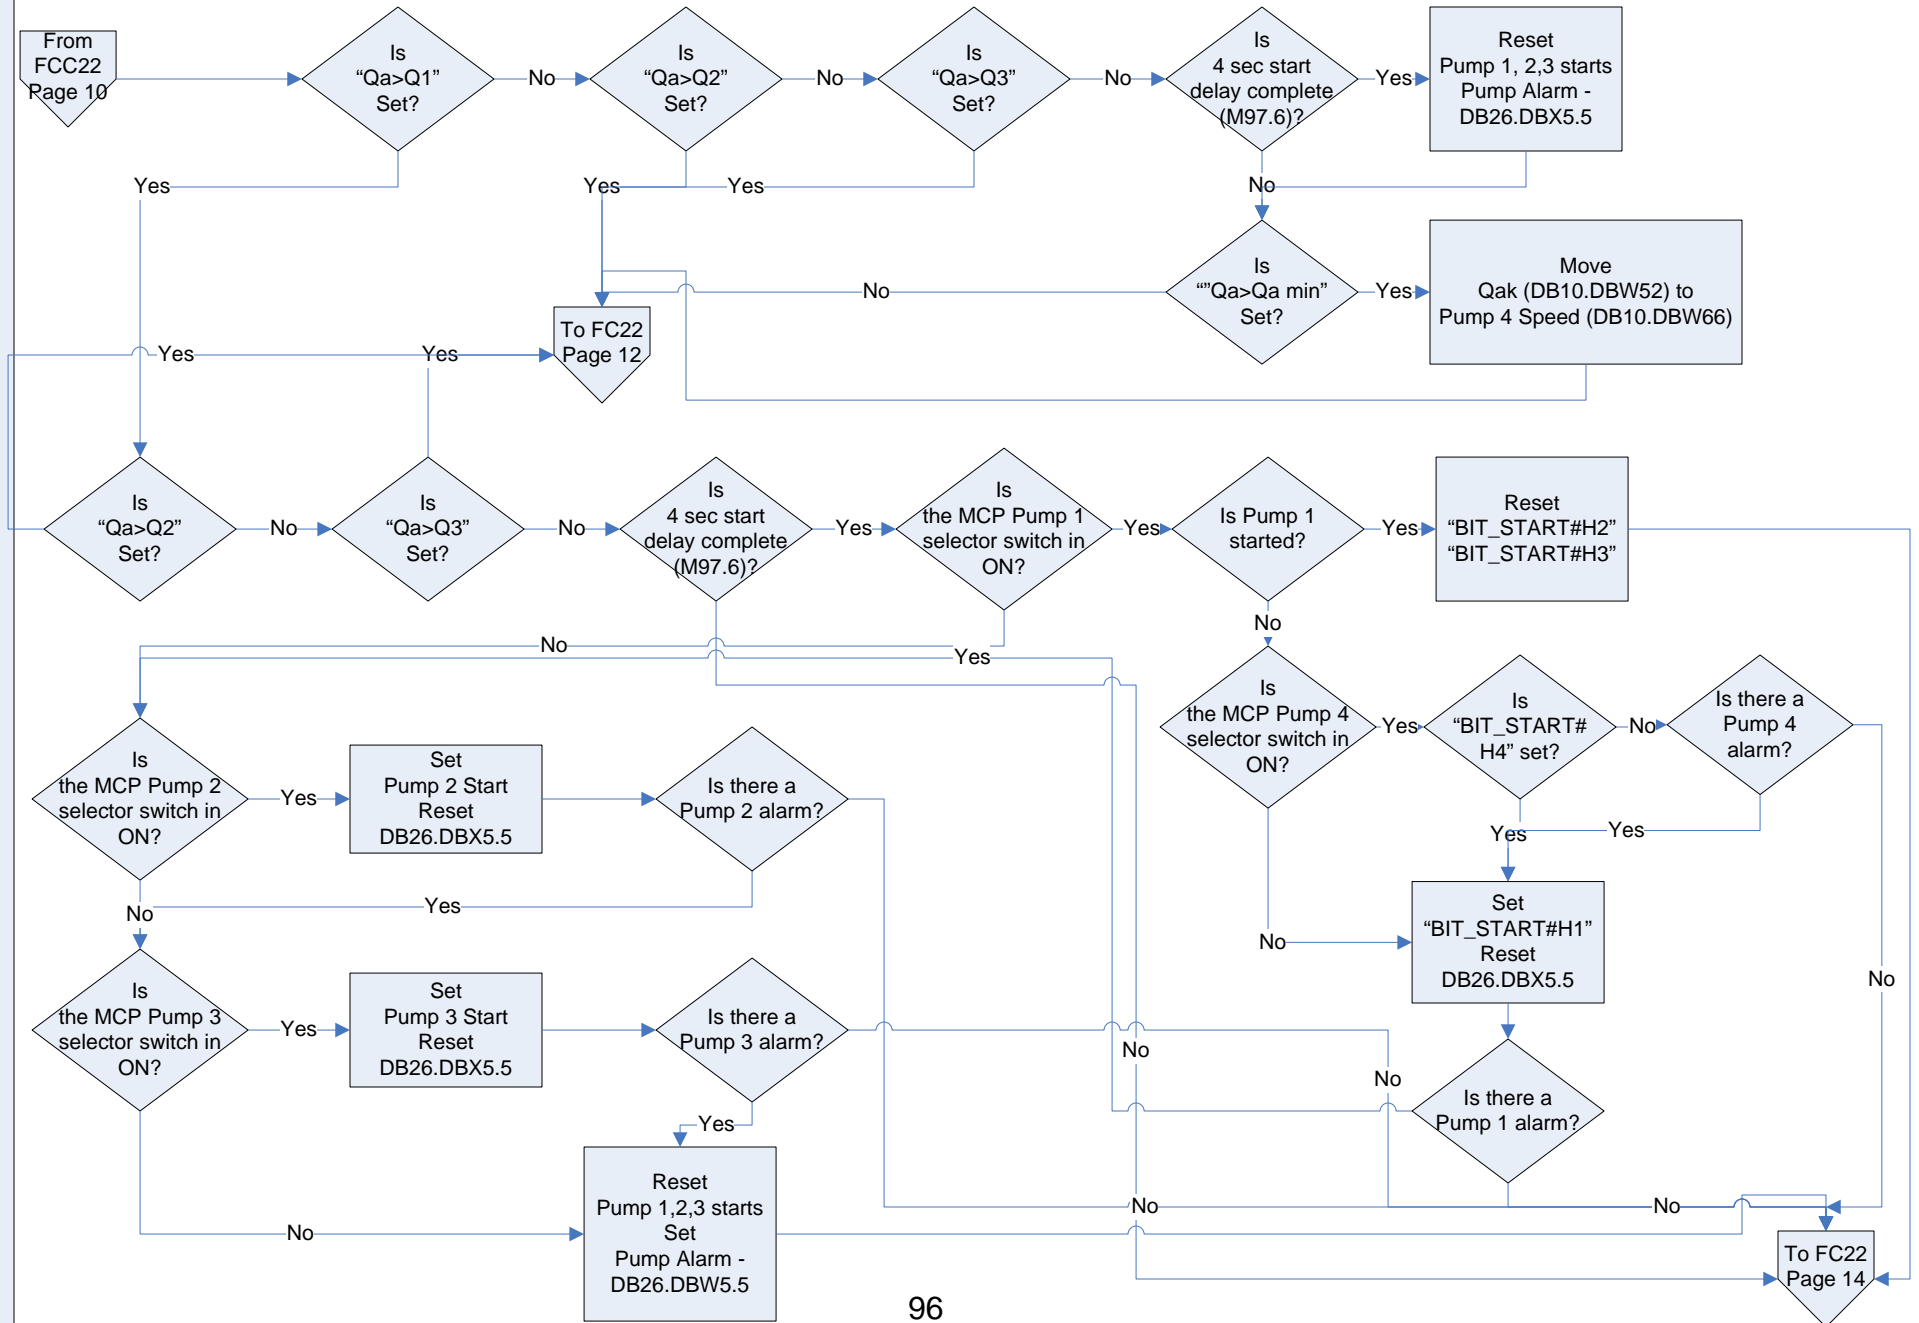 From
FCC22
Page 10
Is
“Qa>Q1”
Set?
No
Is
“Qa>Q2”
Set?
No
Is
“Qa>Q3”
Set?
No
Is
4 sec start
delay complete
(M97.6)?
Yes
Reset
Pump 1, 2,3 starts
Pump Alarm -
DB26.DBX5.5
Yes
Yes
Yes
No
Is
“”Qa>Qa min”
Set?
No
Yes
Move
Qak (DB10.DBW52) to
Pump 4 Speed (DB10.DBW66)
To FC22
Page 12
Yes
Yes
Is
“Qa>Q2”
Set?
No
Is
“Qa>Q3”
Set?
No
Is
4 sec start
delay complete
(M97.6)?
Yes
Is
the MCP Pump 1
selector switch in
ON?
Yes
Is Pump 1
started?
Yes
Reset
“BIT_START#H2”
“BIT_START#H3”
No
No
Yes
Is
the MCP Pump 4
selector switch in
ON?
Yes
Is
“BIT_START#
H4” set?
No
Is there a
Pump 4
alarm?
Is
the MCP Pump 2
selector switch in
ON?
Yes
Set
Pump 2 Start
Reset
DB26.DBX5.5
Is there a
Pump 2 alarm?
Yes
Yes
No
Yes
Set
“BIT_START#H1”
Reset
DB26.DBX5.5
No
No
Is
the MCP Pump 3
selector switch in
ON?
Yes
Set
Pump 3 Start
Reset
DB26.DBX5.5
Is there a
Pump 3 alarm?
No
No
Is there a
Pump 1 alarm?
Yes
Reset
Pump 1,2,3 starts
Set
Pump Alarm -
DB26.DBW5.5
No
No
No
To FC22
Page 14
96